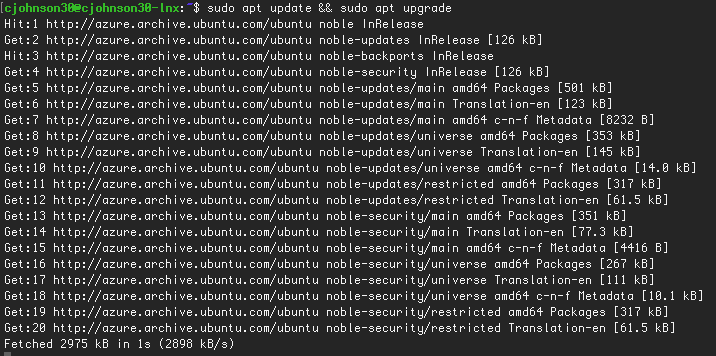 [cjohnson30@cjohnson30-lnx:~$ sudo apt update && sudo apt upgrade
Hit:1 http://azure.archive.ubuntu.com/ubuntu noble InRelease
Get:2 http://azure.archive.ubuntu.com/ubuntu noble-updates InRelease [126 kB]
Hit:3 http://azure.archive.ubuntu.com/ubuntu noble-backports InRelease
Get:4 http://azure.archive.ubuntu.com/ubuntu noble-security InRelease [126 kB]
Get:5 http://azure.archive.ubuntu.com/ubuntu noble-updates/main amd64 Packages [501 kB]
Get:6 http://azure.archive.ubuntu.com/ubuntu noble-updates/main Translation-en [123 kB]
Get:7 http://azure.archive.ubuntu.com/ubuntu noble-updates/main amd64 c-n-f Metadata [8232 B]
Get:8 http://azure.archive.ubuntu.com/ubuntu noble-updates/universe amd64 Packages [353 kB]
Get:9 http://azure.archive.ubuntu.com/ubuntu noble-updates/universe Translation-en [145 kB]
Get:10 http://azure.archive.ubuntu.com/ubuntu noble-updates/universe amd64 c-n-f Metadata [14.0 kB]
Get:11 http://azure.archive.ubuntu.com/ubuntu noble-updates/restricted amd64 Packages [317 kB]
Get:12 http://azure.archive.ubuntu.com/ubuntu noble-updates/restricted Translation-en [61.5 kB]
Get:13 http://azure.archive.ubuntu.com/ubuntu noble-security/main amd64 Packages [351 kB]
Get:14 http://azure.archive.ubuntu.com/ubuntu noble-security/main Translation-en [77.3 kB]
Get:15 http://azure.archive.ubuntu.com/ubuntu noble-security/main amd64 c-n-f Metadata [4416 B]
Get:16 http://azure.archive.ubuntu.com/ubuntu noble-security/universe amd64 Packages [267 kB]
Get:17 http://azure.archive.ubuntu.com/ubuntu noble-security/universe Translation-en [111 kB]
Get:18 http://azure.archive.ubuntu.com/ubuntu noble-security/universe amd64 c-n-f Metadata [10.1 kB]
Get:19 http://azure.archive.ubuntu.com/ubuntu noble-security/restricted amd64 Packages [317 kB]
Get:20 http://azure.archive.ubuntu.com/ubuntu noble-security/restricted Translation-en [61.5 kB]
Fetched 2975 kB in 1s (2898 kB/s)